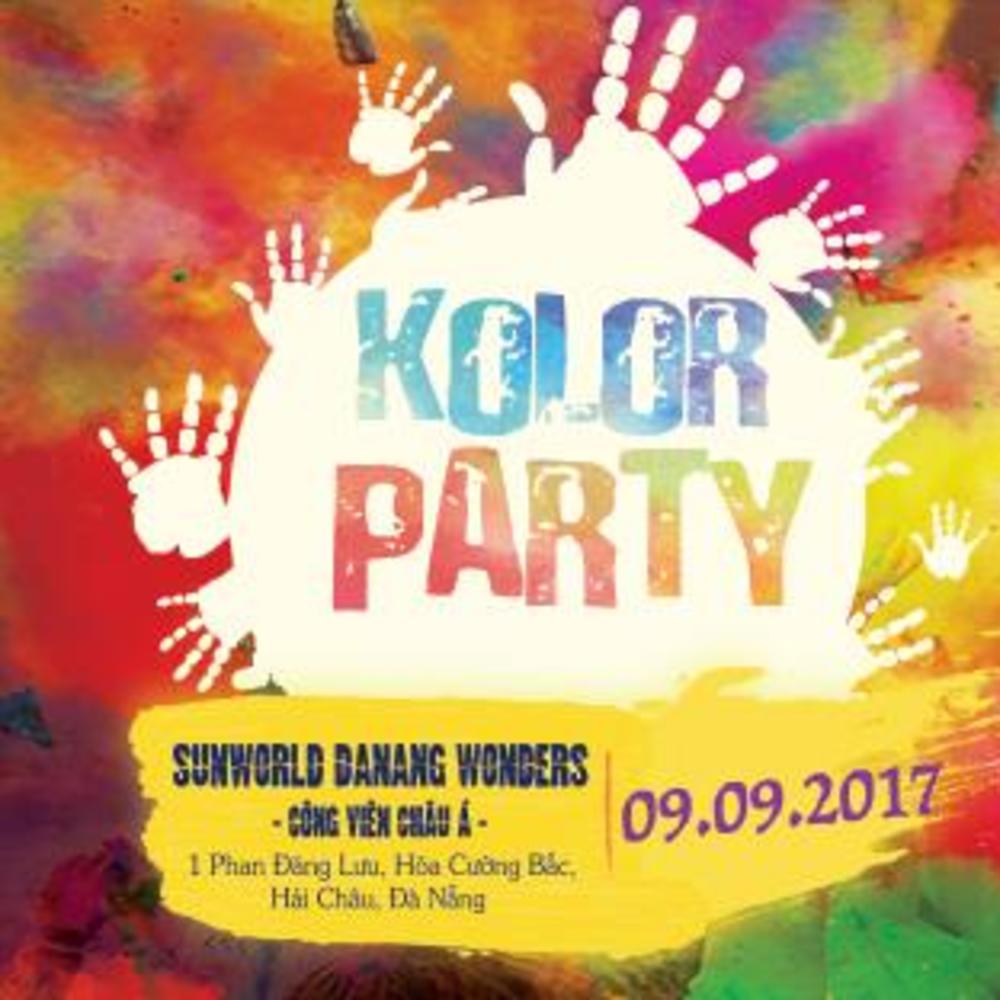 KOLOR
PARTY
SUNWORLD DANANG WONDERS
- CÔNG VIÊN CHÂU Á -
09.09.2017
1 Phan Đăng Lưu, Hòa Cường Bắc,
Hải Châu, Đà Nẵng